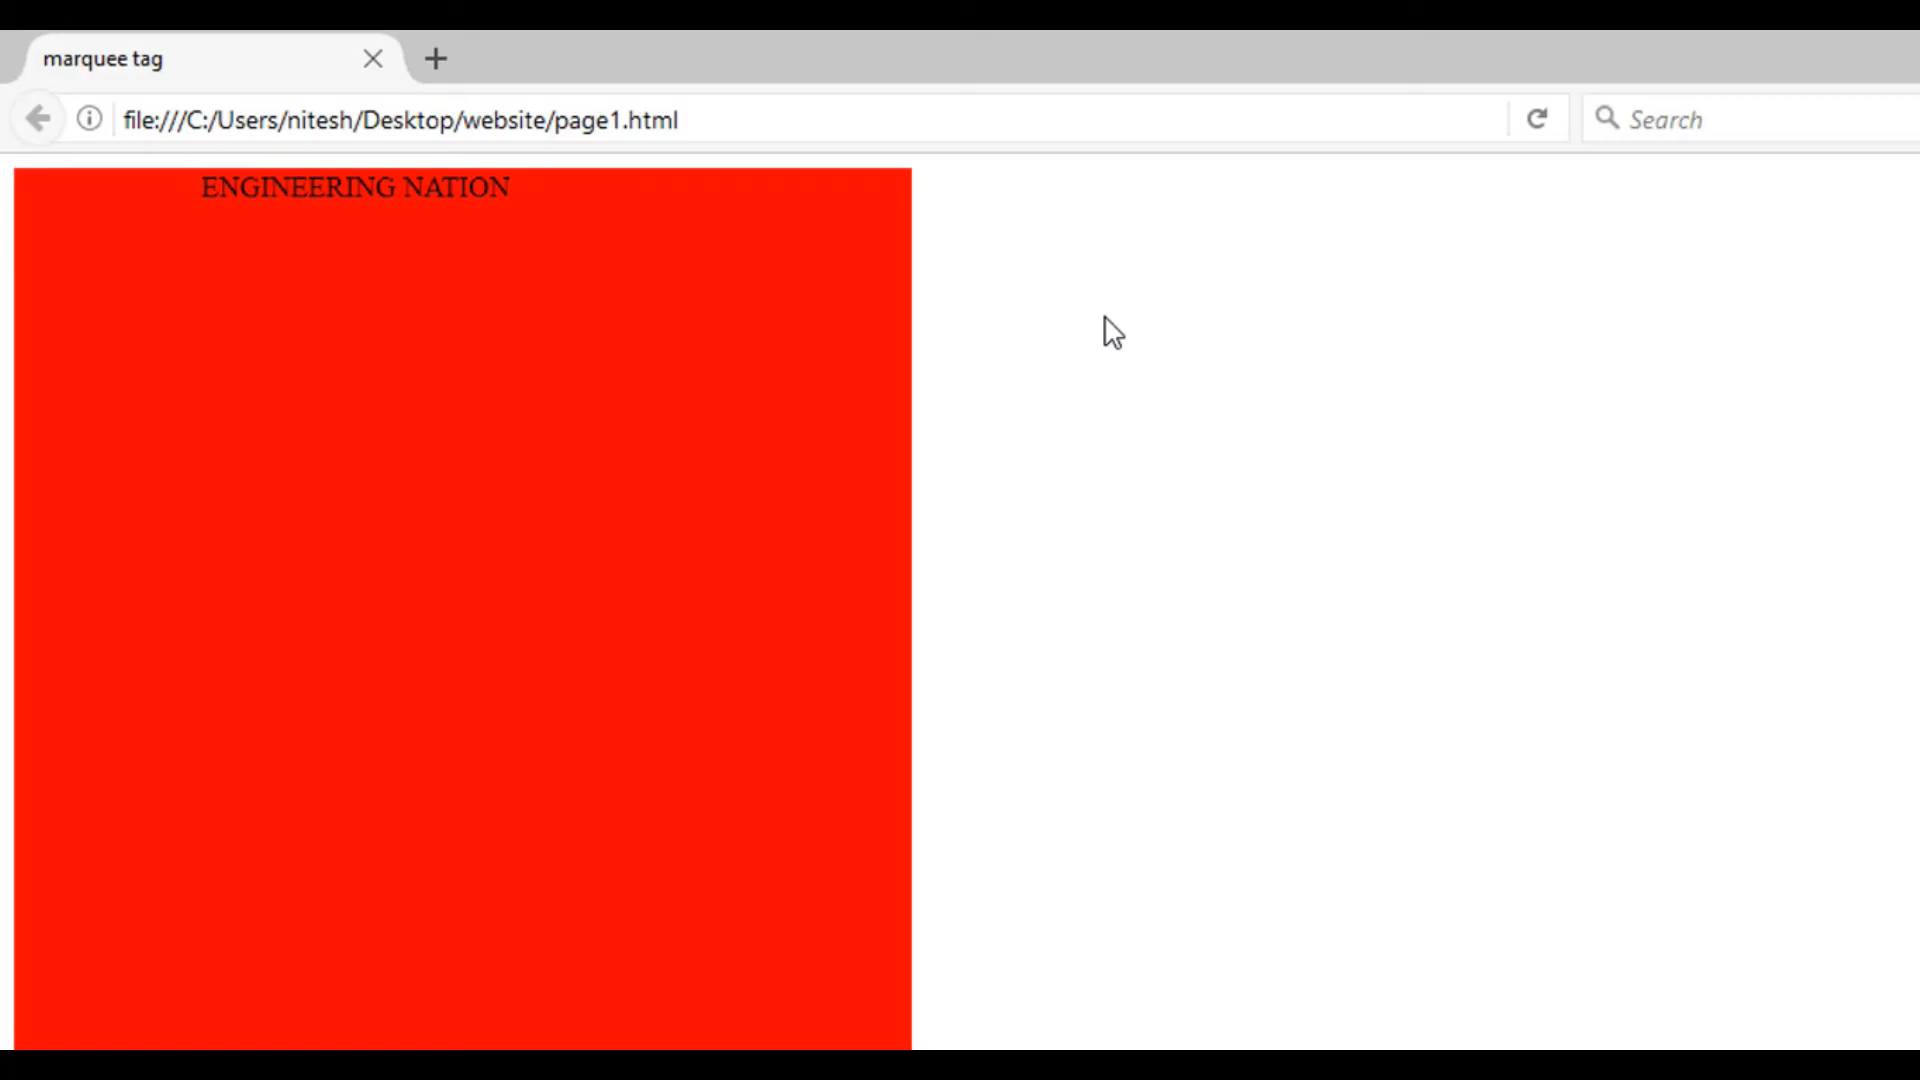 marquee tag
file:///C:/Users/nitesh/Desktop/website/page1.html
Search
ENGINEERING NATION